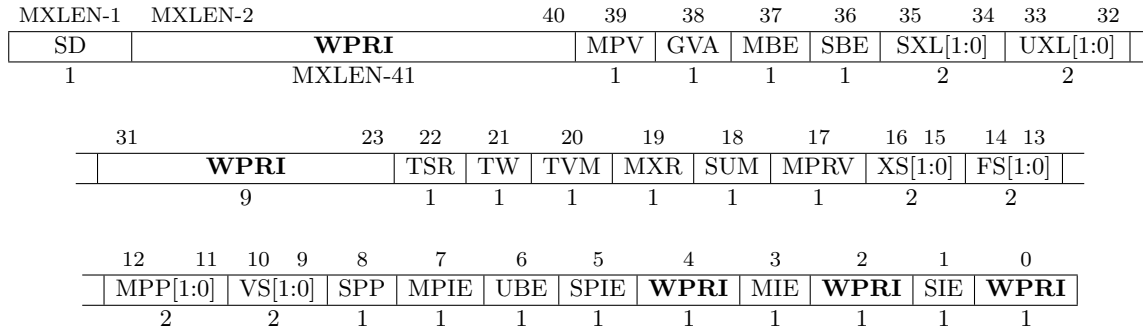 MXLEN-1 MXLEN-2 40 39 38 37 36 35 34 33 32
SD WPRI MPV GVA MBE SBE SXL[1:0] UXL[1:0]
1 MXLEN-41 1 1 1 1 2 2
31 23 22 21 20 19 18 17 16 15 14 13
WPRI TSR TW TVM MXR SUM MPRV XS[1:0] FS[1:0]
9 1 1 1 1 1 1 2 2
12 11 10 9 8 7 6 5 4 3 2 1 0
MPP[1:0] VS[1:0] SPP MPIE UBE SPIE WPRI MIE WPRI SIE WPRI
2 2 1 1 1 1 1 1 1 1 1